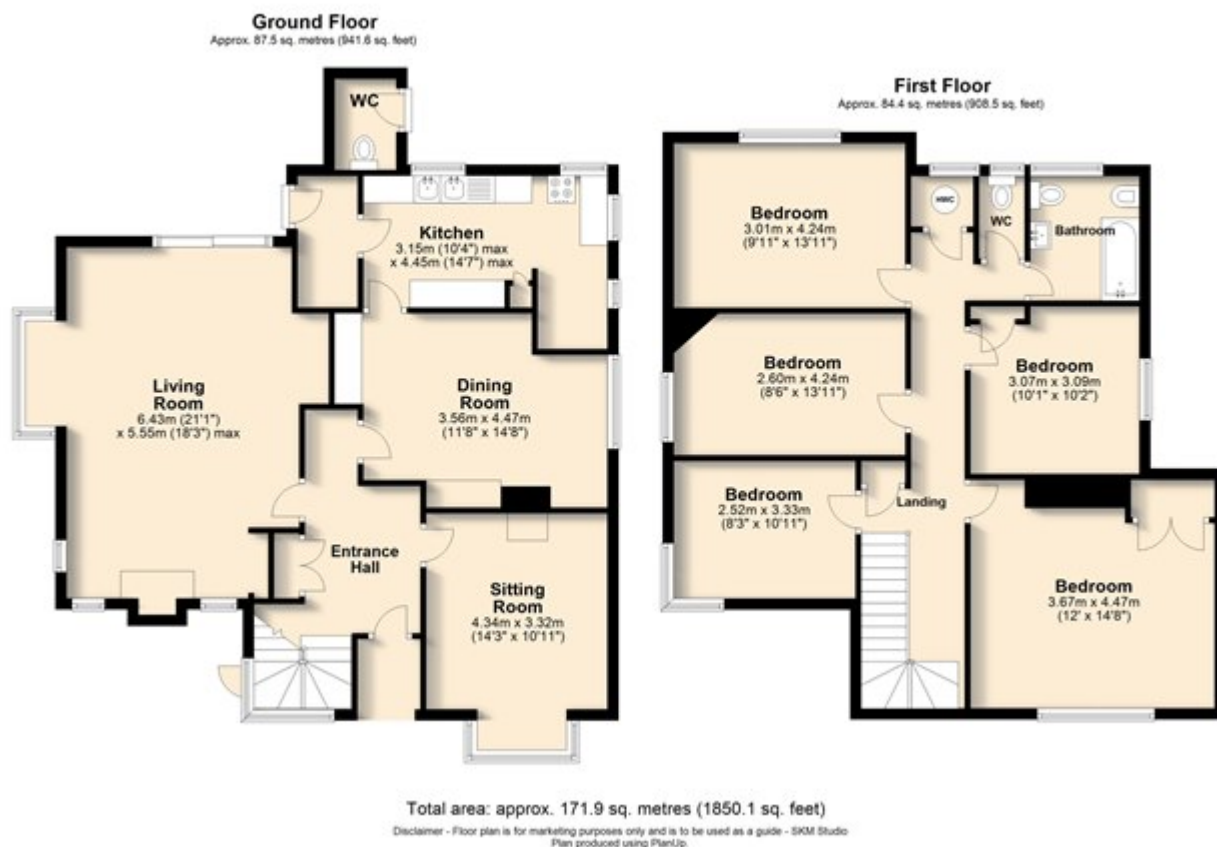 Ground Floor
Approx. 87.5 sq. metres (941.6 sq. feet)
WC
Kitchen
3.15m (10'4") max
x 4.45m (14'7") max
Living
Room
6.43m (21'1")
x 5.55m (18'3") max
Dining
Room
3.56m x 4.47m
(11'8" x 14'8")
Entrance
Hall
Sitting
Room
4.34m x 3.32m
(14'3" x 10'11")
First Floor
Approx. 84.4 sq. metres (908.5 sq. feet)
Bedroom
3.01m x 4.24m
(9'11" x 13'11")
HWC
WC
Bathroom
Bedroom
2.60m x 4.24m
(8'6" x 13'11")
Bedroom
3.07m x 3.09m
(10'1" x 10'2")
Bedroom
2.52m x 3.33m
(8'3" x 10'11")
Landing
Bedroom
3.67m x 4.47m
(12' x 14'8")
Total area: approx. 171.9 sq. metres (1850.1 sq. feet)
Disclaimer - Floor plan is for marketing purposes only and is to be used as a guide - SKM Studio
Plan produced using PlanUp.